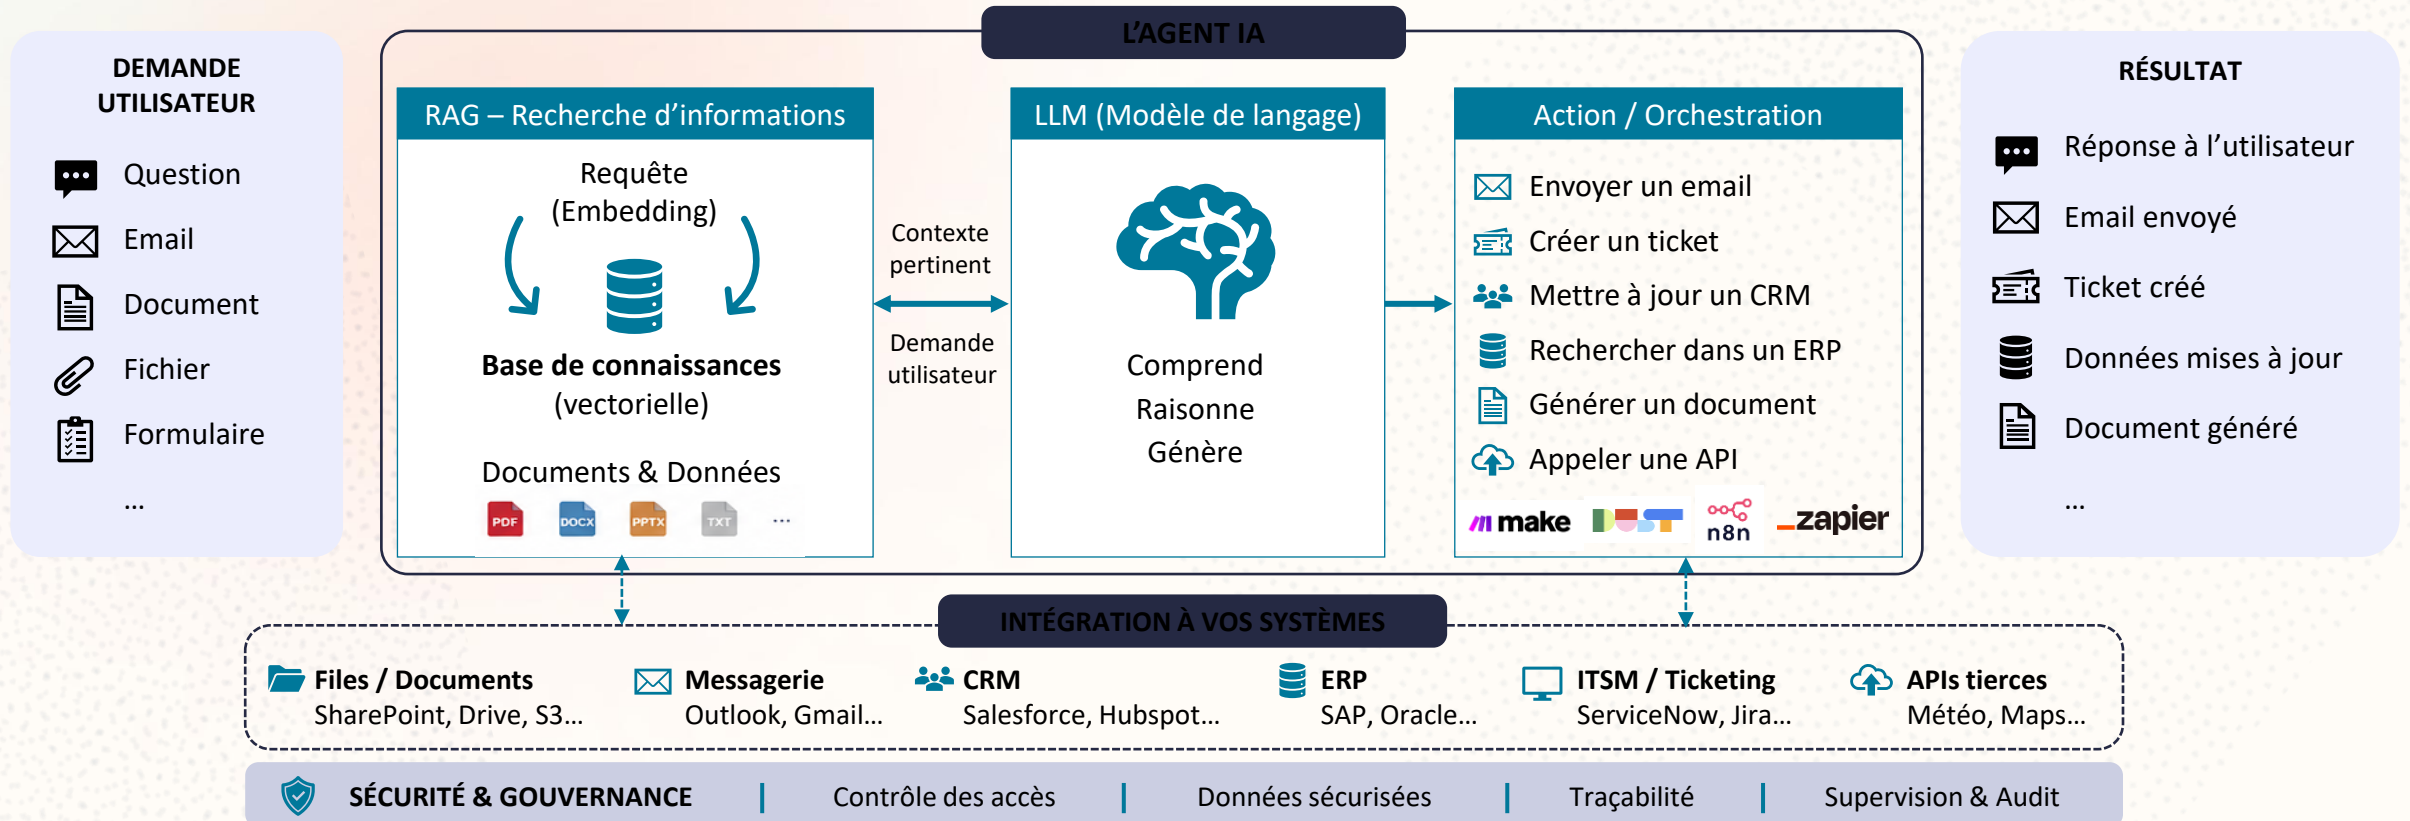 L'AGENT IA
DEMANDE
UTILISATEUR
Question
Email
Document
Fichier
Formulaire
...
RAG – Recherche d'informations
Requête
(Embedding)
Base de connaissances
(vectorielle)
Documents & Données
PDF
DOCX
PPTX
TXT
...
Contexte
pertinent
Demande
utilisateur
LLM (Modèle de langage)
Comprend
Raisonne
Génère
Action / Orchestration
Envoyer un email
Créer un ticket
Mettre à jour un CRM
Rechercher dans un ERP
Générer un document
Appeler une API
make
DUST
n8n
_zapier
RÉSULTAT
Réponse à l'utilisateur
Email envoyé
Ticket créé
Données mises à jour
Document généré
...
INTÉGRATION À VOS SYSTÈMES
Files / Documents
SharePoint, Drive, S3...
Messagerie
Outlook, Gmail...
CRM
Salesforce, Hubspot...
ERP
SAP, Oracle...
ITSM / Ticketing
ServiceNow, Jira...
APIs tierces
Météo, Maps...
SÉCURITÉ & GOUVERNANCE | Contrôle des accès | Données sécurisées | Traçabilité | Supervision & Audit